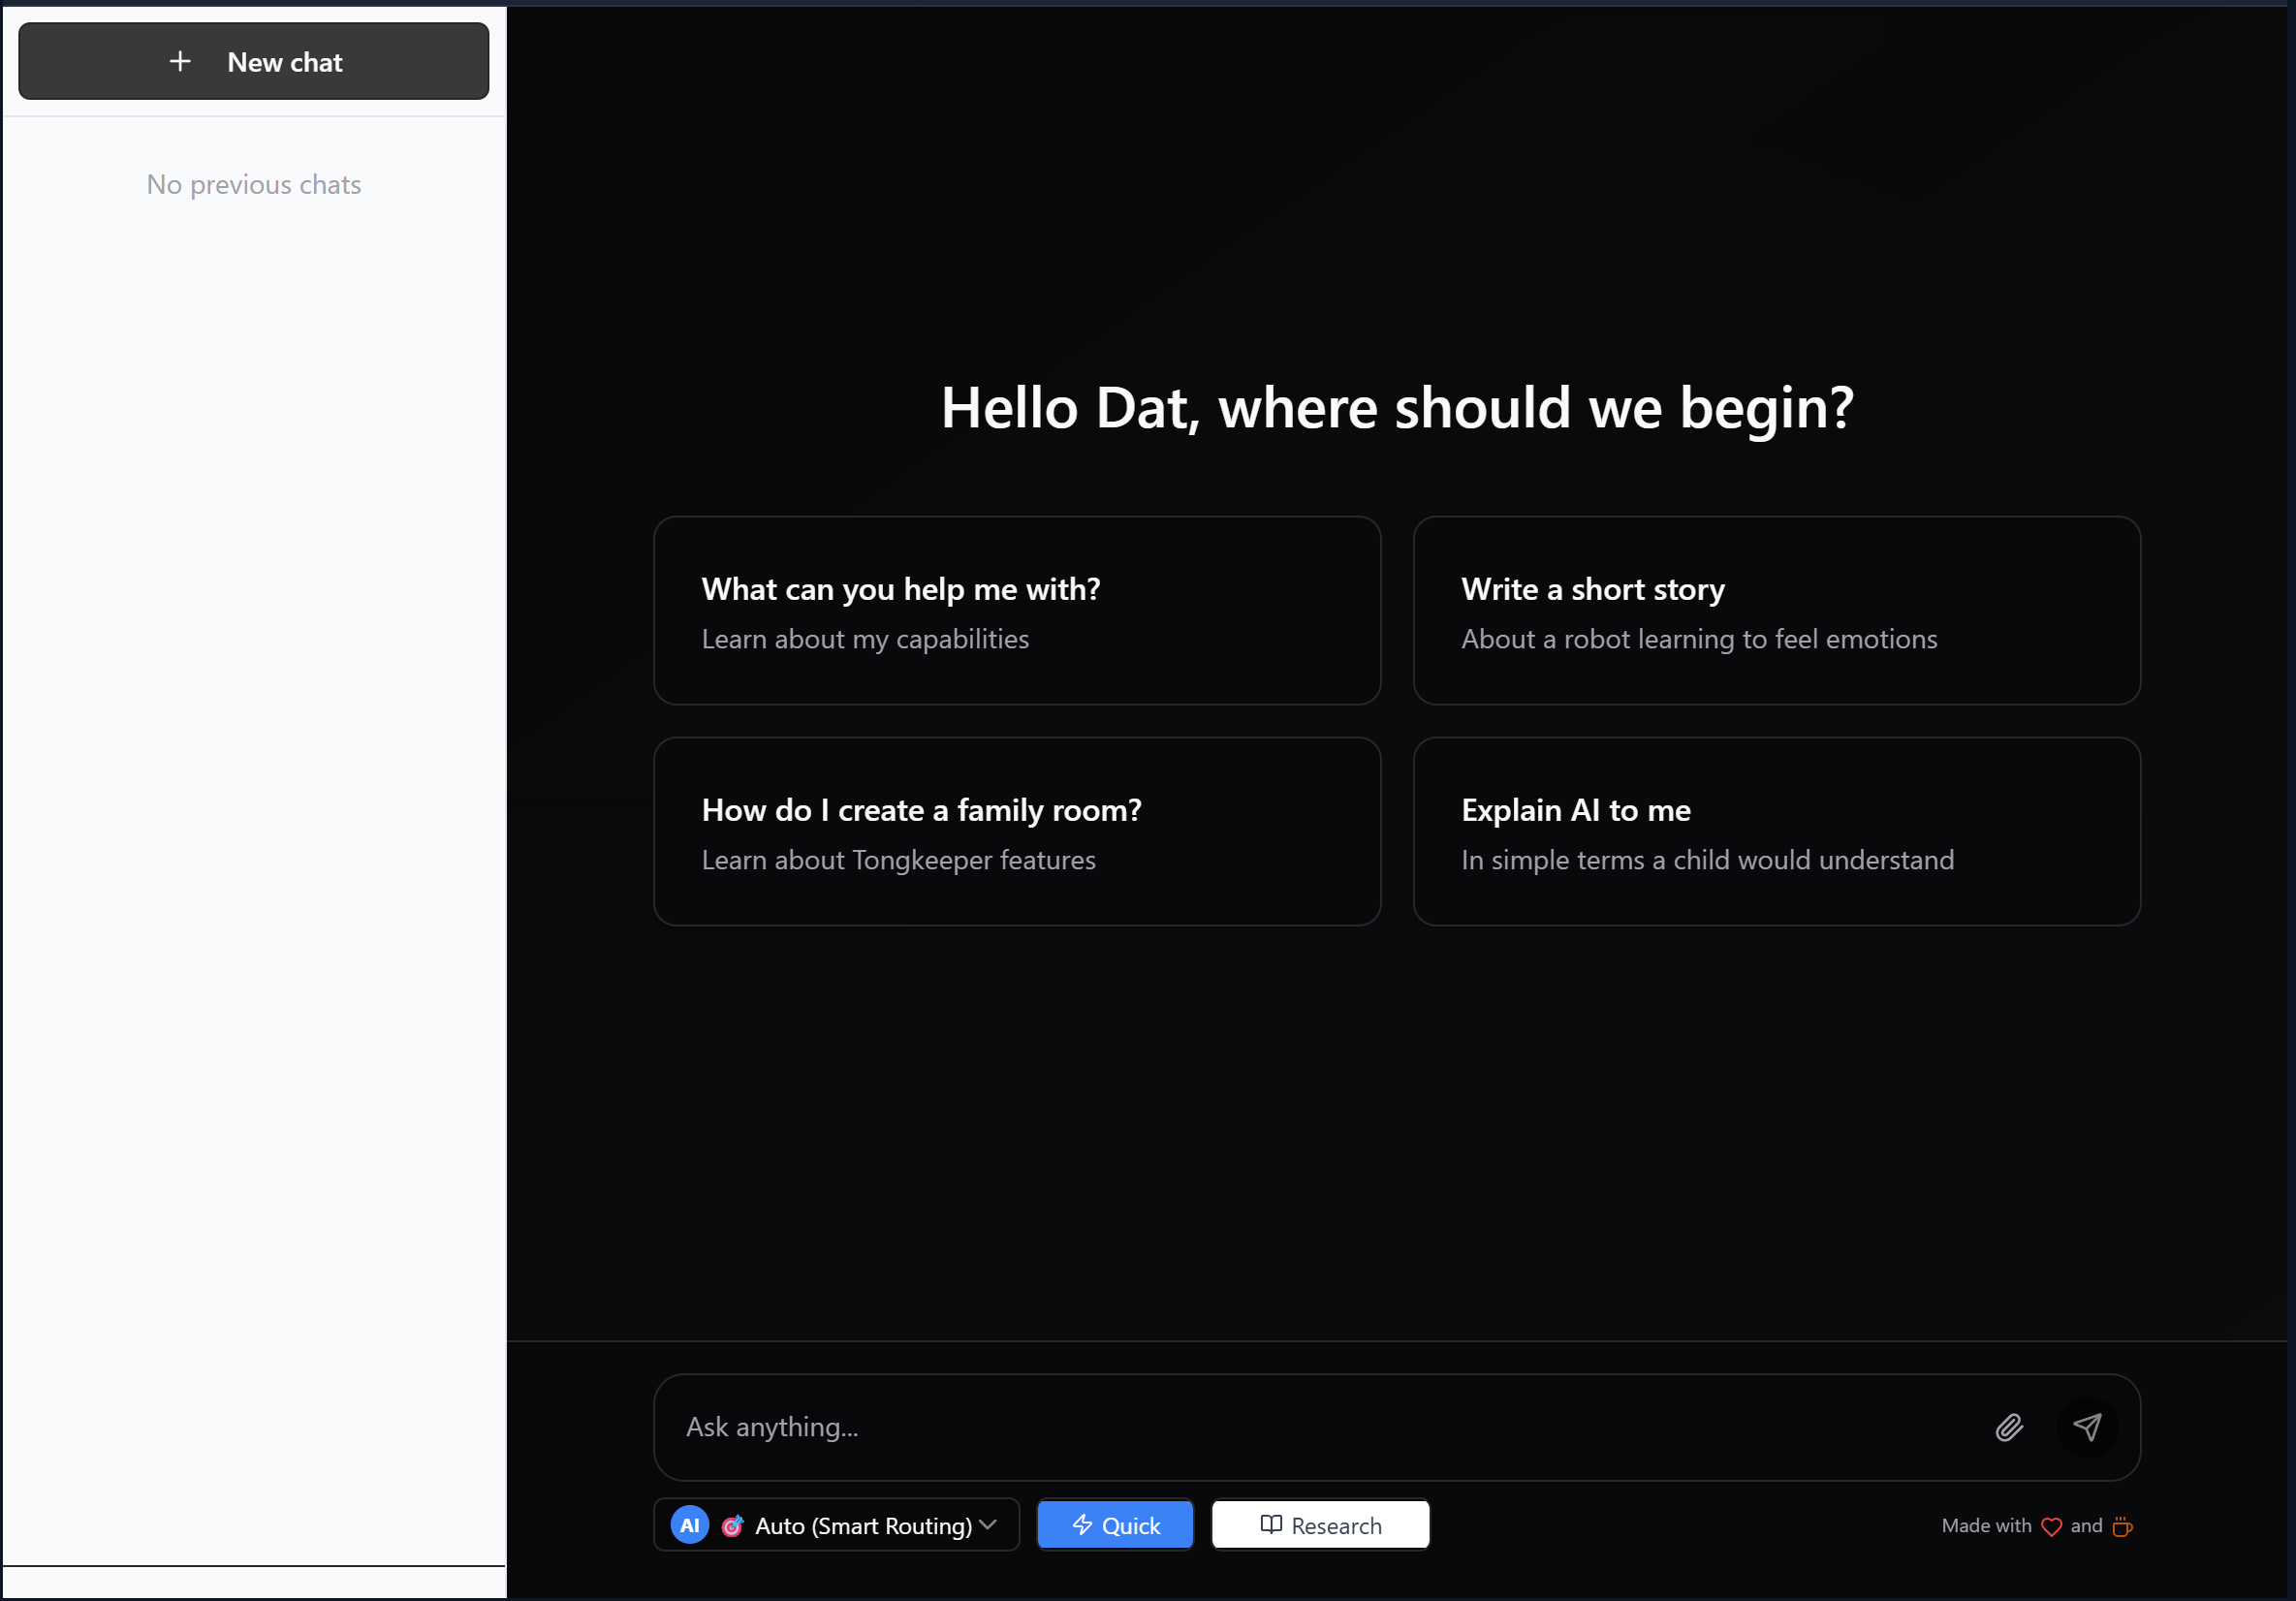 New chat
No previous chats
Hello Dat, where should we begin?
What can you help me with?
Learn about my capabilities
Write a short story
About a robot learning to feel emotions
How do I create a family room?
Learn about Tongkeeper features
Explain AI to me
In simple terms a child would understand
Ask anything...
AI 🎯 Auto (Smart Routing)
Quick
Research
Made with ♡ and ☕